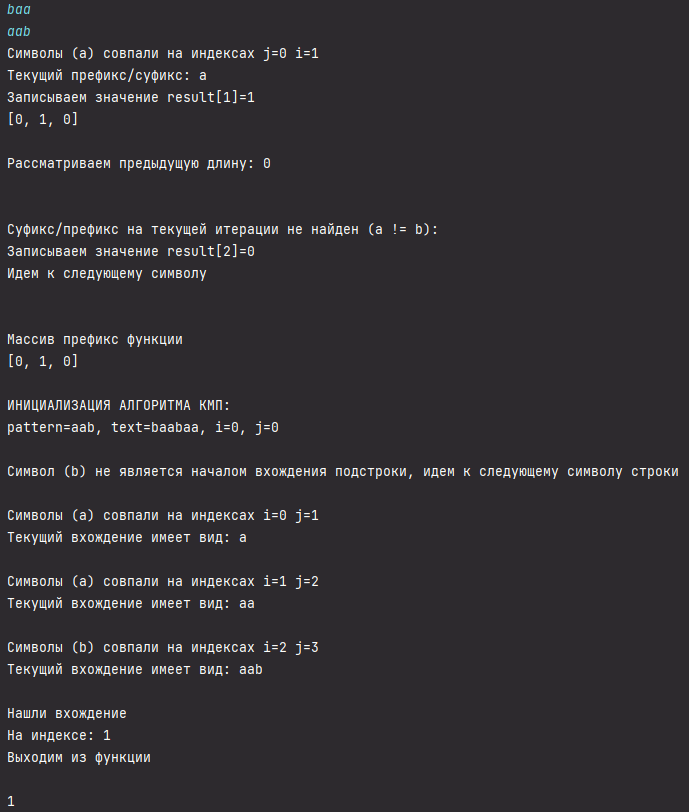 baa
aab
Символы (a) совпали на индексах j=0 i=1
Текущий префикс/суфикс: a
Записываем значение result[1]=1
[0, 1, 0]
Рассматриваем предыдущую длину: 0
Суфикс/префикс на текущей итерации не найден (a != b):
Записываем значение result[2]=0
Идем к следующему символу
Массив префикс функции
[0, 1, 0]
ИНИЦИАЛИЗАЦИЯ АЛГОРИТМА КМП:
pattern=aab, text=baabaa, i=0, j=0
Символ (b) не является началом вхождения подстроки, идем к следующему символу строки
Символы (a) совпали на индексах i=0 j=1
Текущий вхождение имеет вид: a
Символы (a) совпали на индексах i=1 j=2
Текущий вхождение имеет вид: aa
Символы (b) совпали на индексах i=2 j=3
Текущий вхождение имеет вид: aab
Нашли вхождение
На индексе: 1
Выходим из функции
1